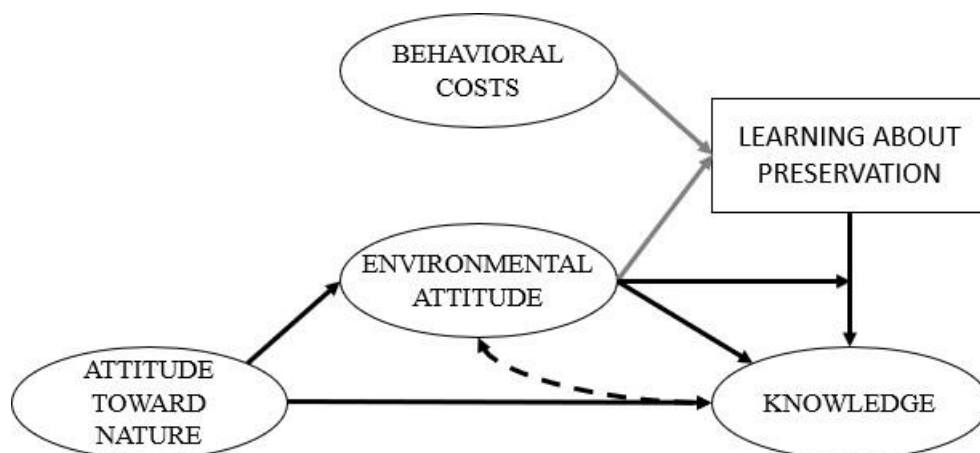 BEHAVIORAL
COSTS
LEARNING ABOUT
PRESERVATION
ENVIRONMENTAL
ATTITUDE
ATTITUDE
TOWARD
NATURE
KNOWLEDGE